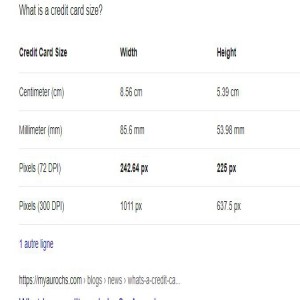 What is a credit card size?
Credit Card Size Width Height
Centimeter (cm) 8.56 cm 5.39 cm
Millimeter (mm) 85.6 mm 53.98 mm
Pixels (72 DPI) 242.64 px 225 px
Pixels (300 DPI) 1011 px 637.5 px
1 autre ligne
https://myaurochs.com › blogs › news › whats-a-credit-ca...